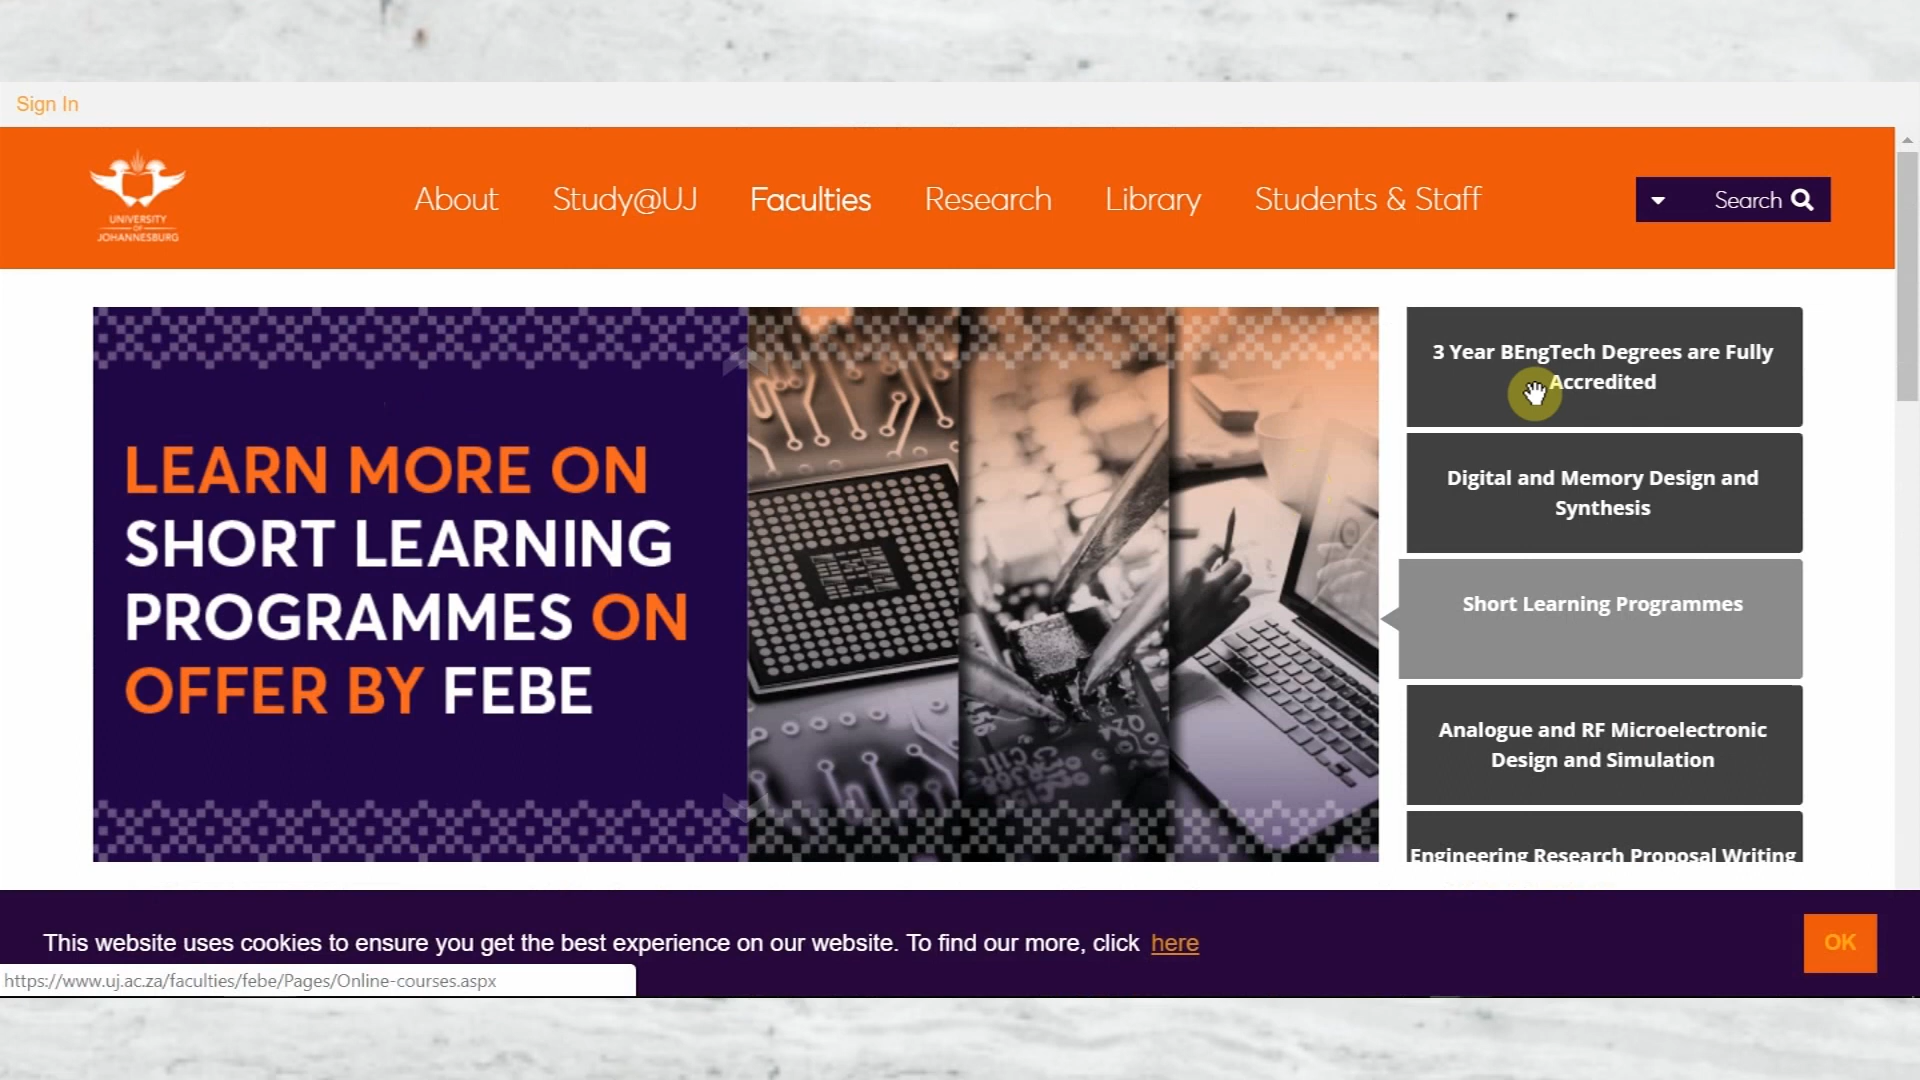 Sign In
UNIVERSITY
OF
JOHANNESBURG
About
Study@UJ
Faculties
Research
Library
Students & Staff
Search
LEARN MORE ON
SHORT LEARNING
PROGRAMMES ON
OFFER BY FEBE
3 Year BEngTech Degrees are Fully
Accredited
Digital and Memory Design and
Synthesis
Short Learning Programmes
Analogue and RF Microelectronic
Design and Simulation
Engineering Research Proposal Writing
This website uses cookies to ensure you get the best experience on our website. To find our more, click here
OK
https://www.uj.ac.za/faculties/febe/Pages/Online-courses.aspx